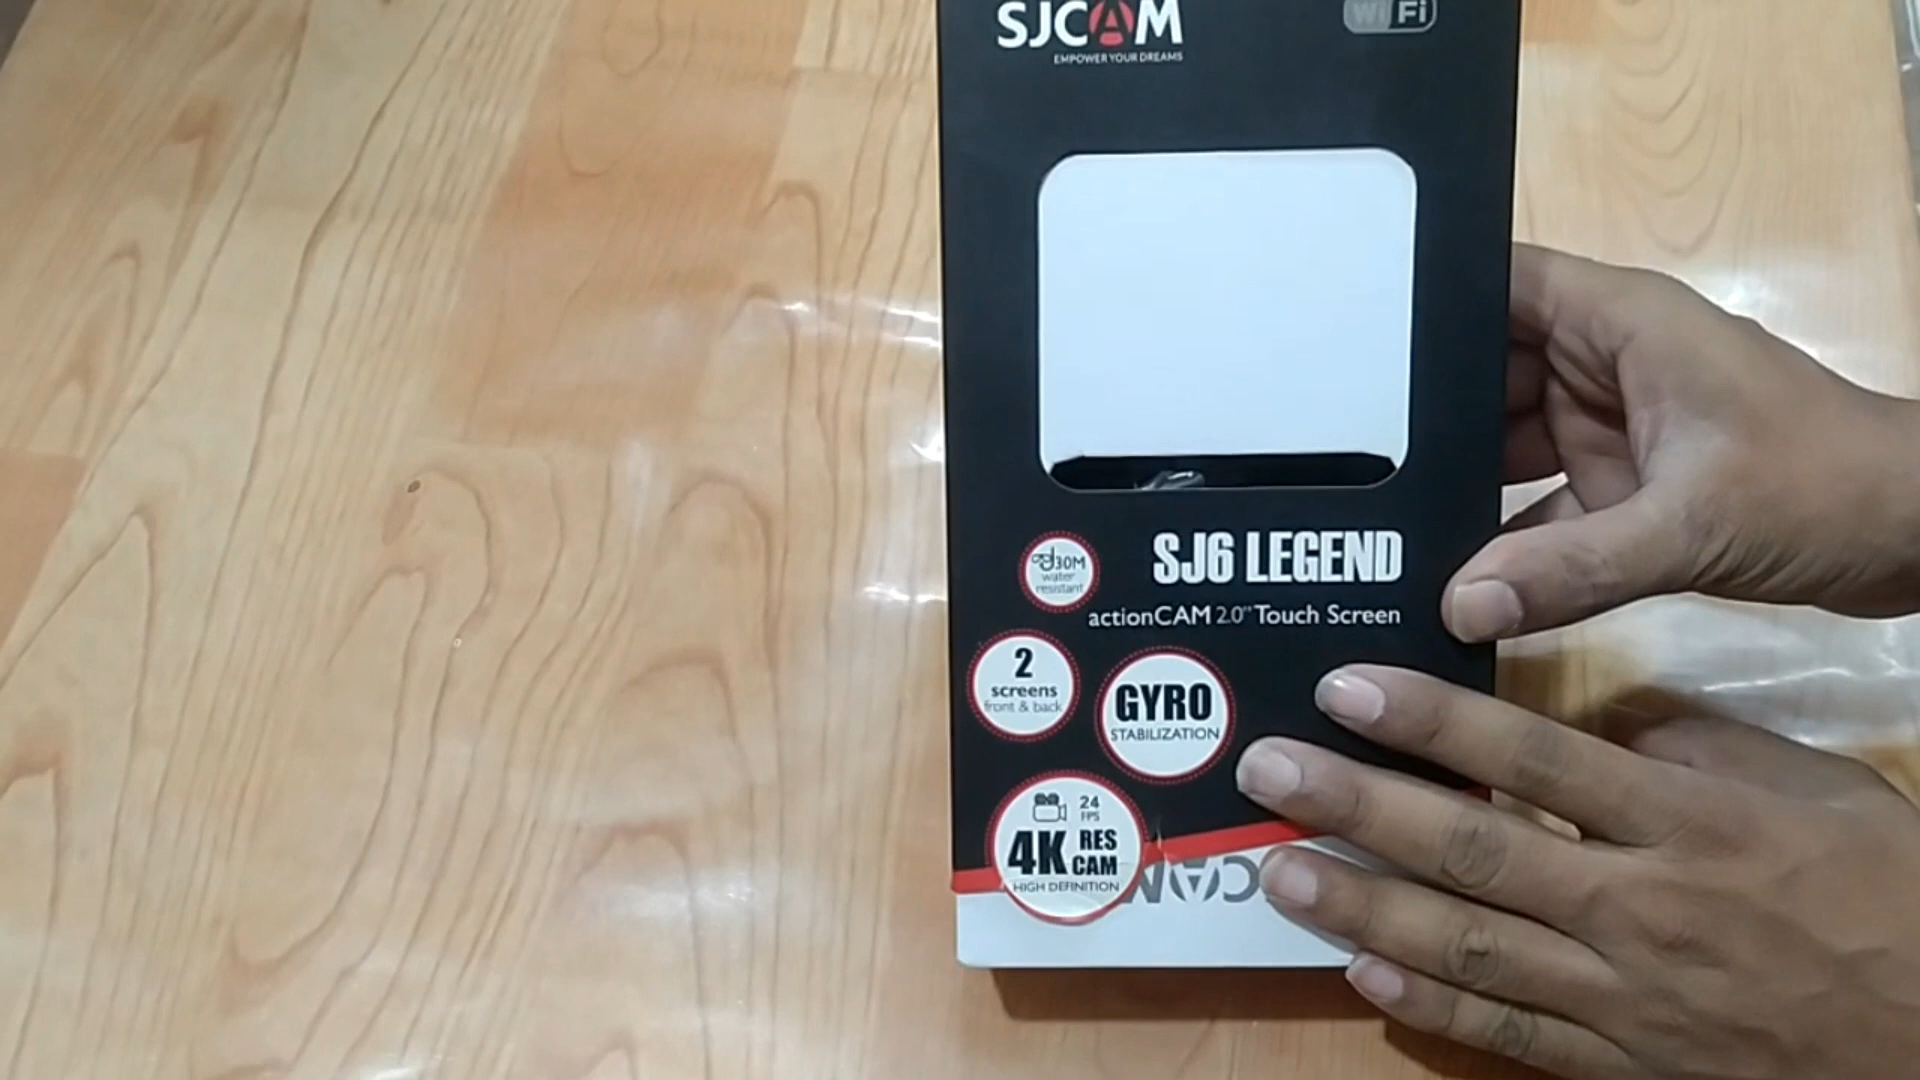 SJCAM
EMPOWER YOUR DREAMS
WiFi
30M
water
resistant
SJ6 LEGEND
actionCAM 2.0" Touch Screen
2
screens
front & back
GYRO
STABILIZATION
24
FPS
4K RES
CAM
HIGH DEFINITION